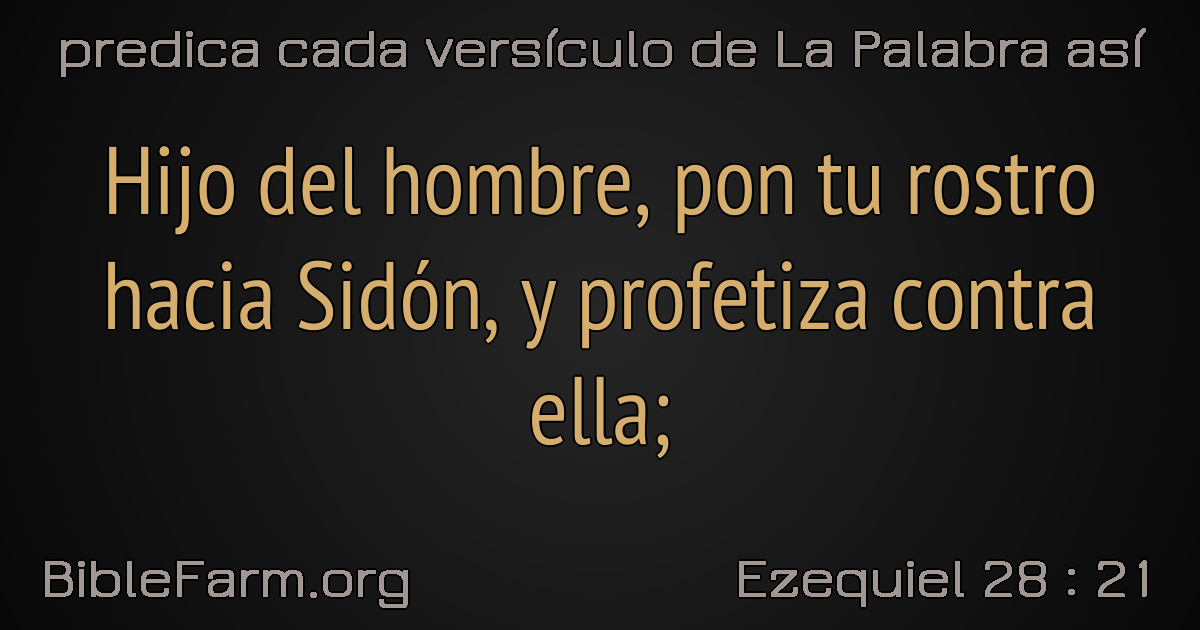 predica cada versículo de La Palabra así
Hijo del hombre, pon tu rostro
hacia Sidón, y profetiza contra
ella;
BibleFarm.org
Ezequiel 28 : 21